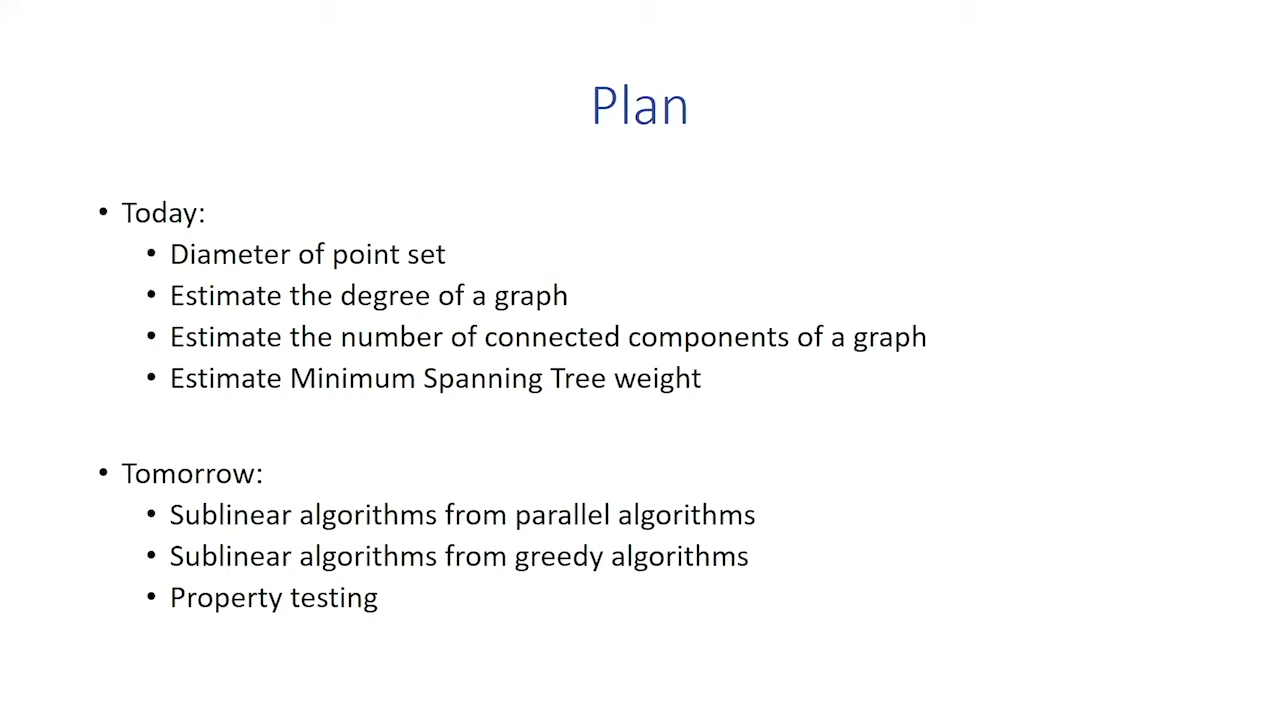 Plan
• Today:
• Diameter of point set
• Estimate the degree of a graph
• Estimate the number of connected components of a graph
• Estimate Minimum Spanning Tree weight
• Tomorrow:
• Sublinear algorithms from parallel algorithms
• Sublinear algorithms from greedy algorithms
• Property testing